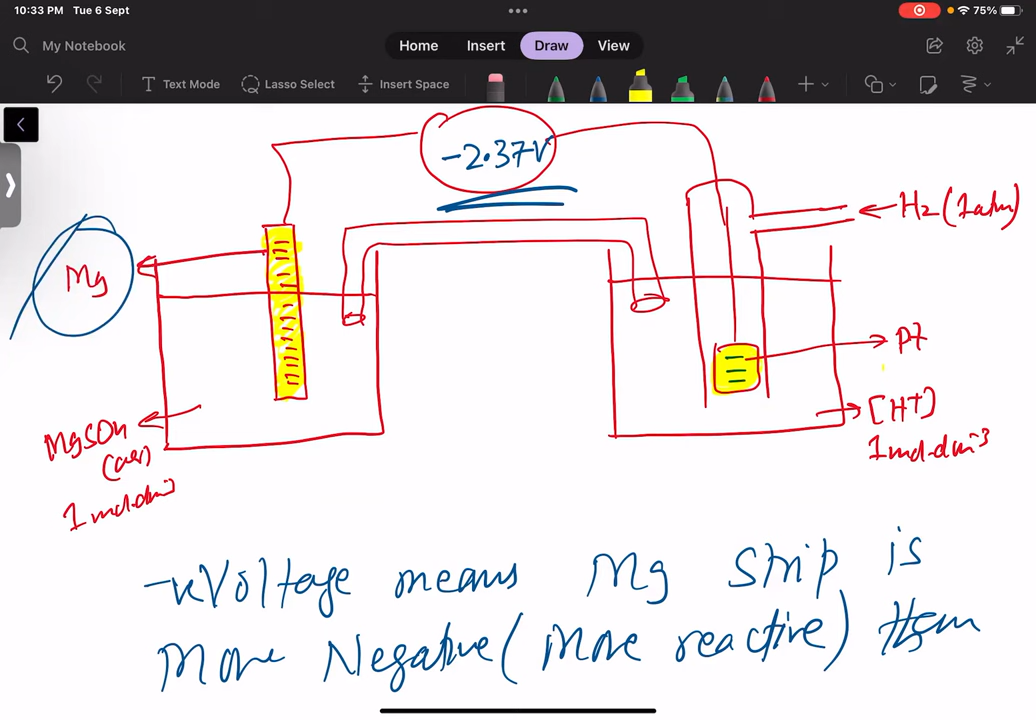 10:33 PM Tue 6 Sept
75%
My Notebook
Home Insert Draw View
Text Mode Lasso Select Insert Space
-2.37V
H2 (1atm)
Mg
Pt
[H+]
1mol.dm-3
MgSO4
(aq)
1 mol.dm-3
-ve Voltage means Mg Strip is
More Negative (More reactive) than